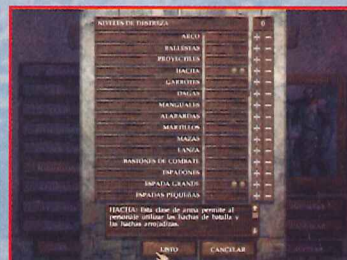 NIVELES DE DESTREZA 0
ARCO
BALLESTAS
PROYECTILES
HACHA
GARROTES
DAGAS
MANGUALES
ALABARDAS
MARTILLOS
MAZAS
LANZA
BASTONES DE COMBATE
ESPADONES
ESPADA GRANDE
ESPADAS PEQUEÑAS
HACHA: Esta clase de arma permite al
personaje utilizar las hachas de batalla y
las hachas arrojadizas.
LISTO CANCELAR